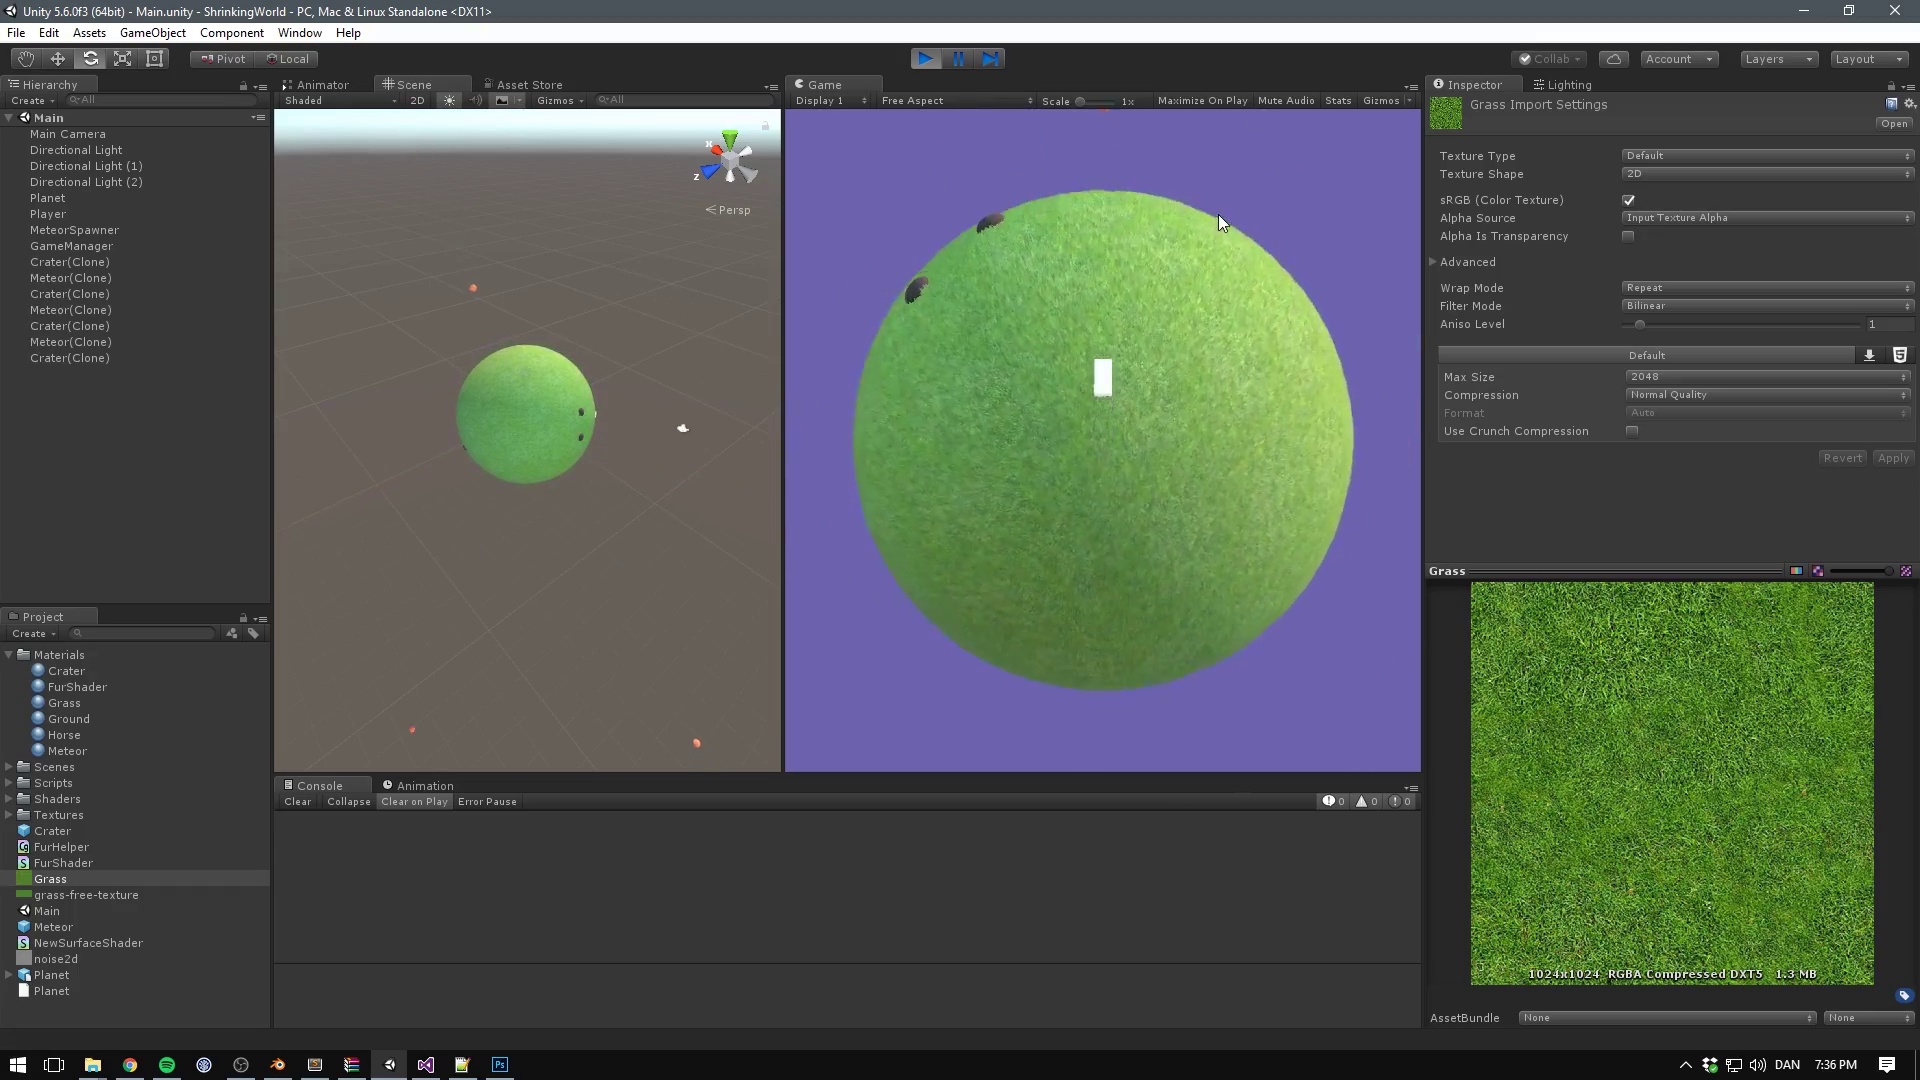 Unity 5.6.0f3 (64bit) - Main.unity - ShrinkingWorld - PC, Mac & Linux Standalone <DX11>
File Edit Assets GameObject Component Window Help
Pivot Local Collab Account Layers Layout
Hierarchy
Create All
Main
Main Camera
Directional Light
Directional Light (1)
Directional Light (2)
Planet
Player
MeteorSpawner
GameManager
Crater(Clone)
Meteor(Clone)
Crater(Clone)
Meteor(Clone)
Crater(Clone)
Meteor(Clone)
Crater(Clone)
Animator Scene Asset Store
Shaded 2D Gizmos All
x
z
Persp
Game
Display 1 Free Aspect Scale 1x Maximize On Play Mute Audio Stats Gizmos
Inspector Lighting
Grass Import Settings
Open
Texture Type Default
Texture Shape 2D
sRGB (Color Texture)
Alpha Source Input Texture Alpha
Alpha Is Transparency
Advanced
Wrap Mode Repeat
Filter Mode Bilinear
Aniso Level 1
Default
Max Size 2048
Compression Normal Quality
Format Auto
Use Crunch Compression
Revert Apply
Grass
1024x1024 RGBA Compressed DXT5 1.3 MB
AssetBundle None None
Project
Create
Materials
Crater
FurShader
Grass
Ground
Horse
Meteor
Scenes
Scripts
Shaders
Textures
Crater
FurHelper
FurShader
Grass
grass-free-texture
Main
Meteor
NewSurfaceShader
noise2d
Planet
Planet
Console Animation
Clear Collapse Clear on Play Error Pause 0 0 0
Ps
DAN 7:36 PM